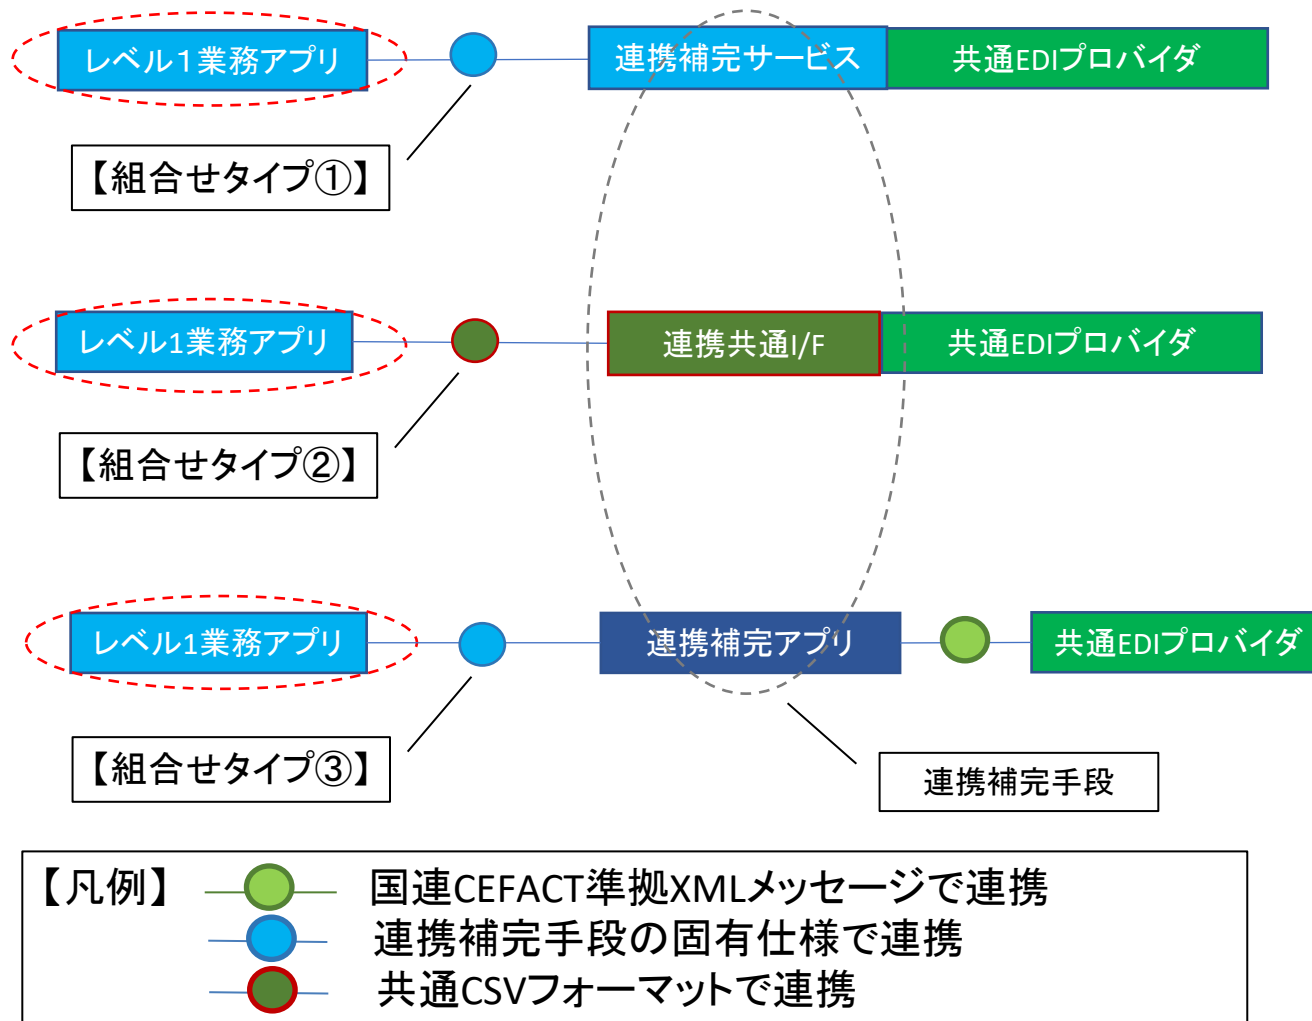 レベル１業務アプリ
連携補完サービス
共通EDIプロバイダ
【組合せタイプ①】
レベル1業務アプリ
連携共通I/F
共通EDIプロバイダ
【組合せタイプ②】
レベル1業務アプリ
連携補完アプリ
共通EDIプロバイダ
【組合せタイプ③】
連携補完手段
【凡例】
国連CEFACT準拠XMLメッセージで連携
連携補完手段の固有仕様で連携
共通CSVフォーマットで連携